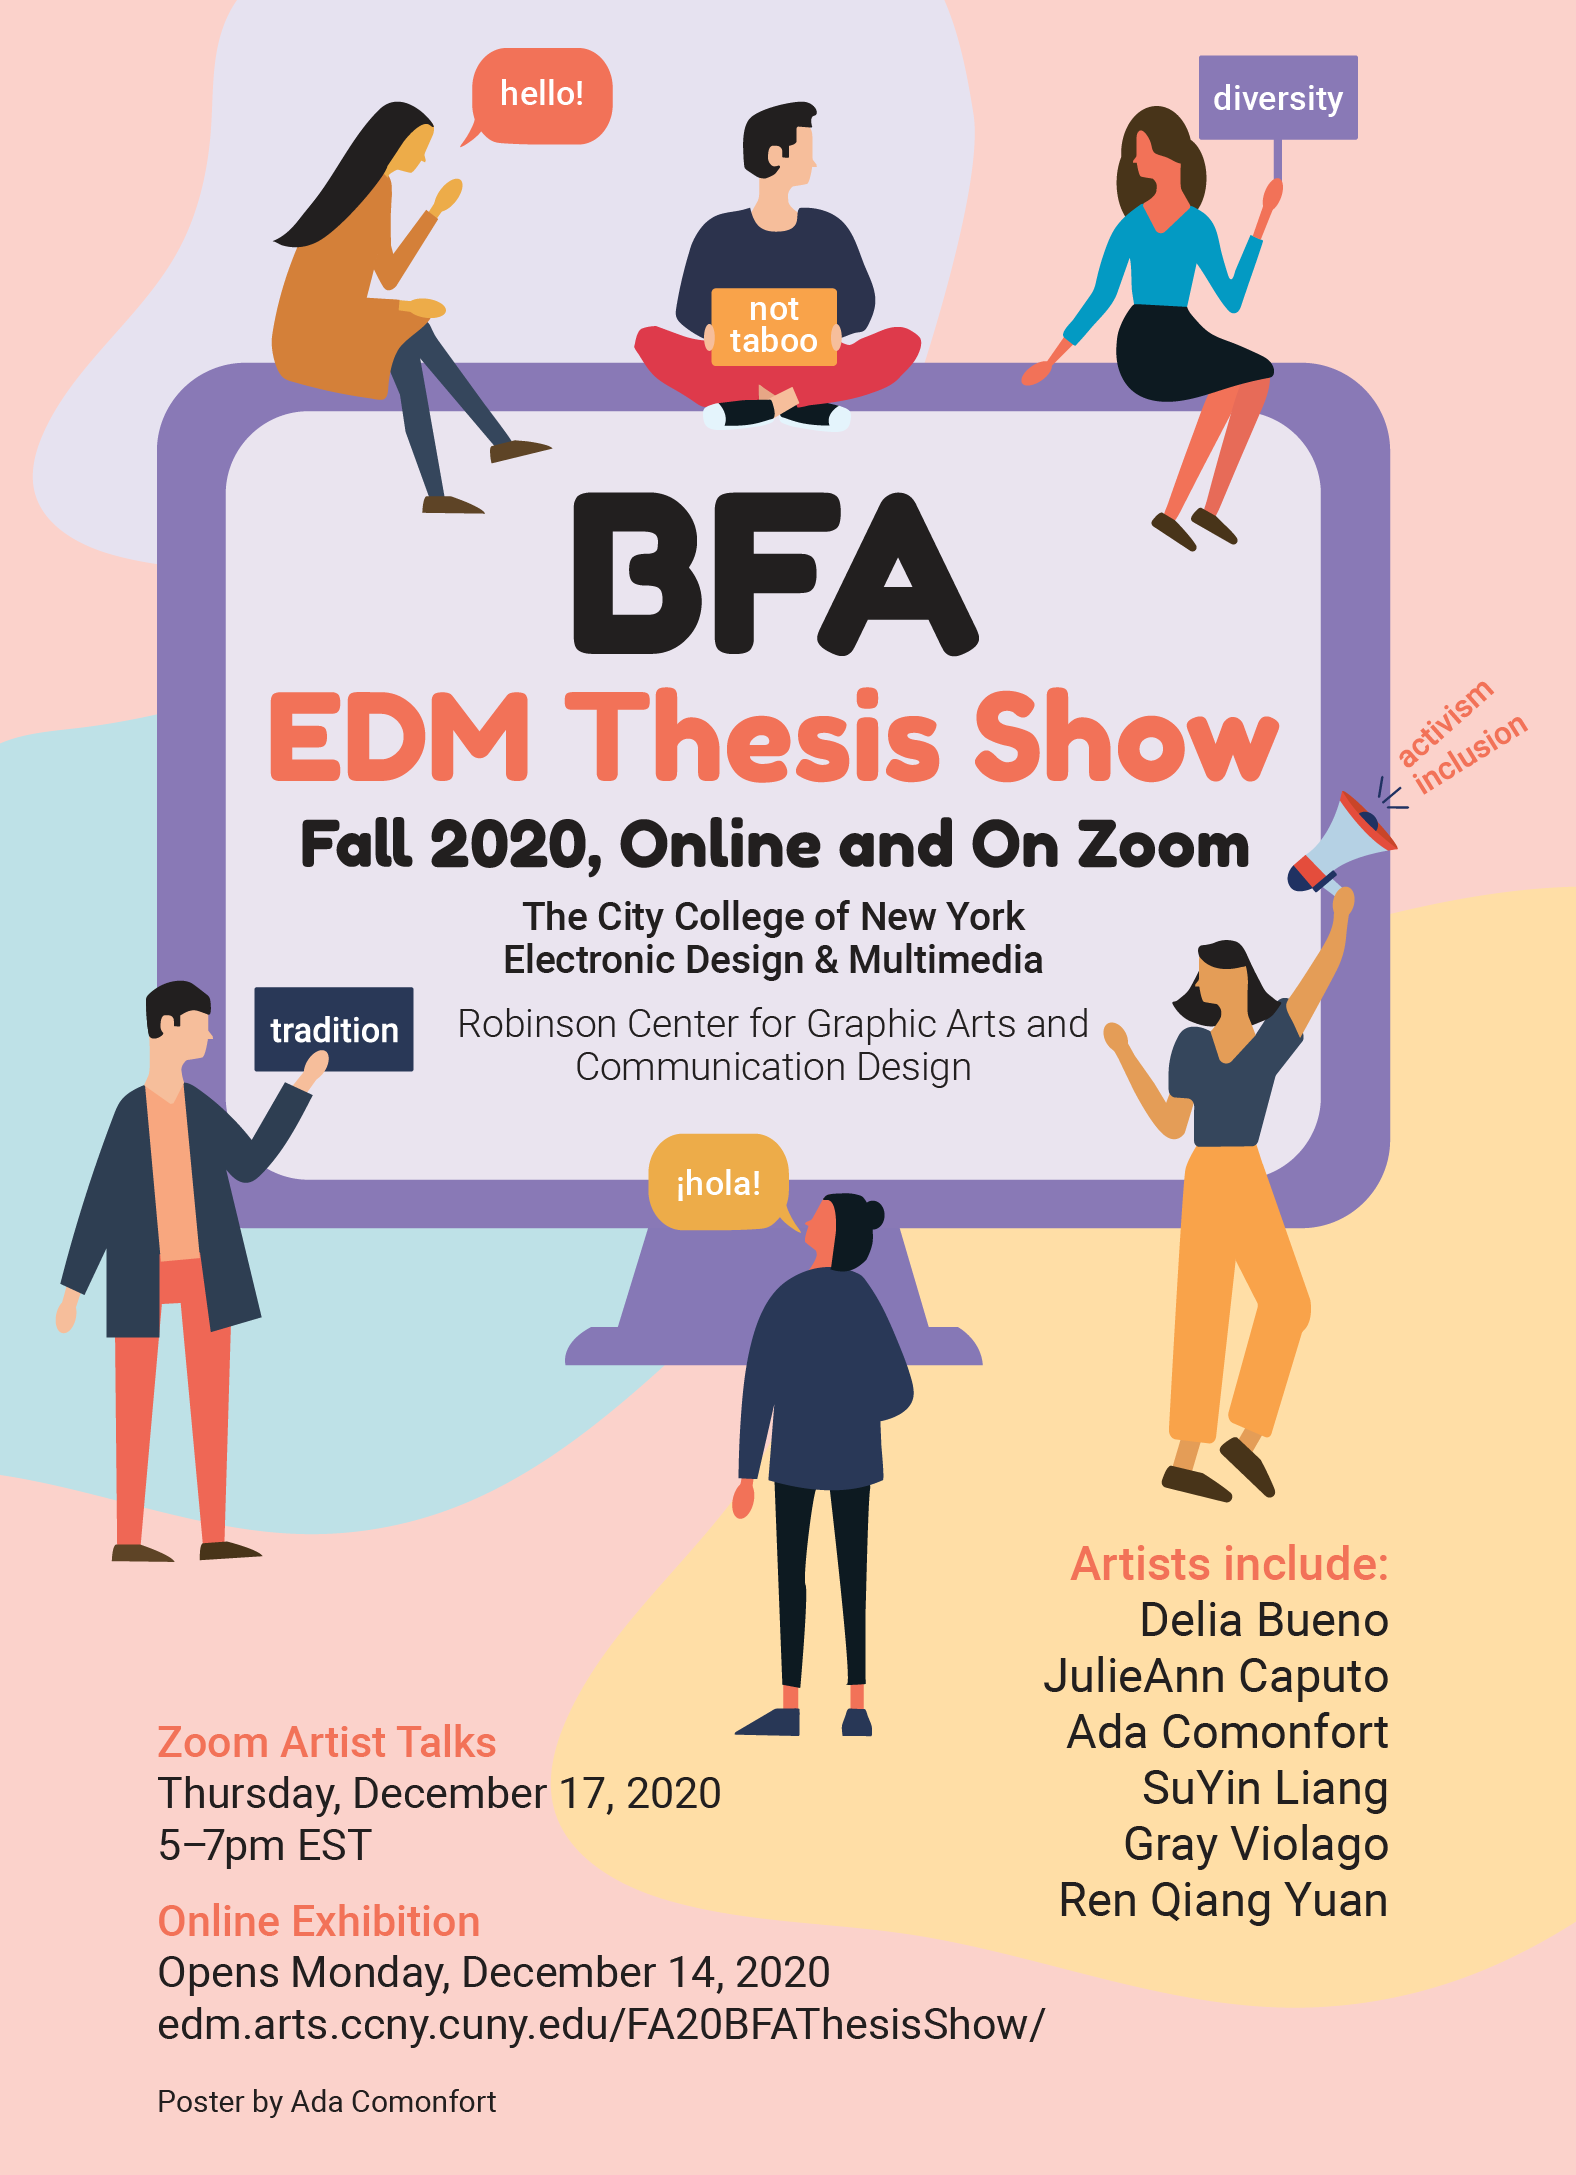 hello!
diversity
not
taboo
BFA
EDM Thesis Show
Fall 2020, Online and On Zoom
The City College of New York
Electronic Design & Multimedia
Robinson Center for Graphic Arts and
Communication Design
activism
inclusion
tradition
¡hola!
Artists include:
Delia Bueno
JulieAnn Caputo
Ada Comonfort
SuYin Liang
Gray Violago
Ren Qiang Yuan
Zoom Artist Talks
Thursday, December 17, 2020
5–7pm EST
Online Exhibition
Opens Monday, December 14, 2020
edm.arts.ccny.cuny.edu/FA20BFAThesisShow/
Poster by Ada Comonfort